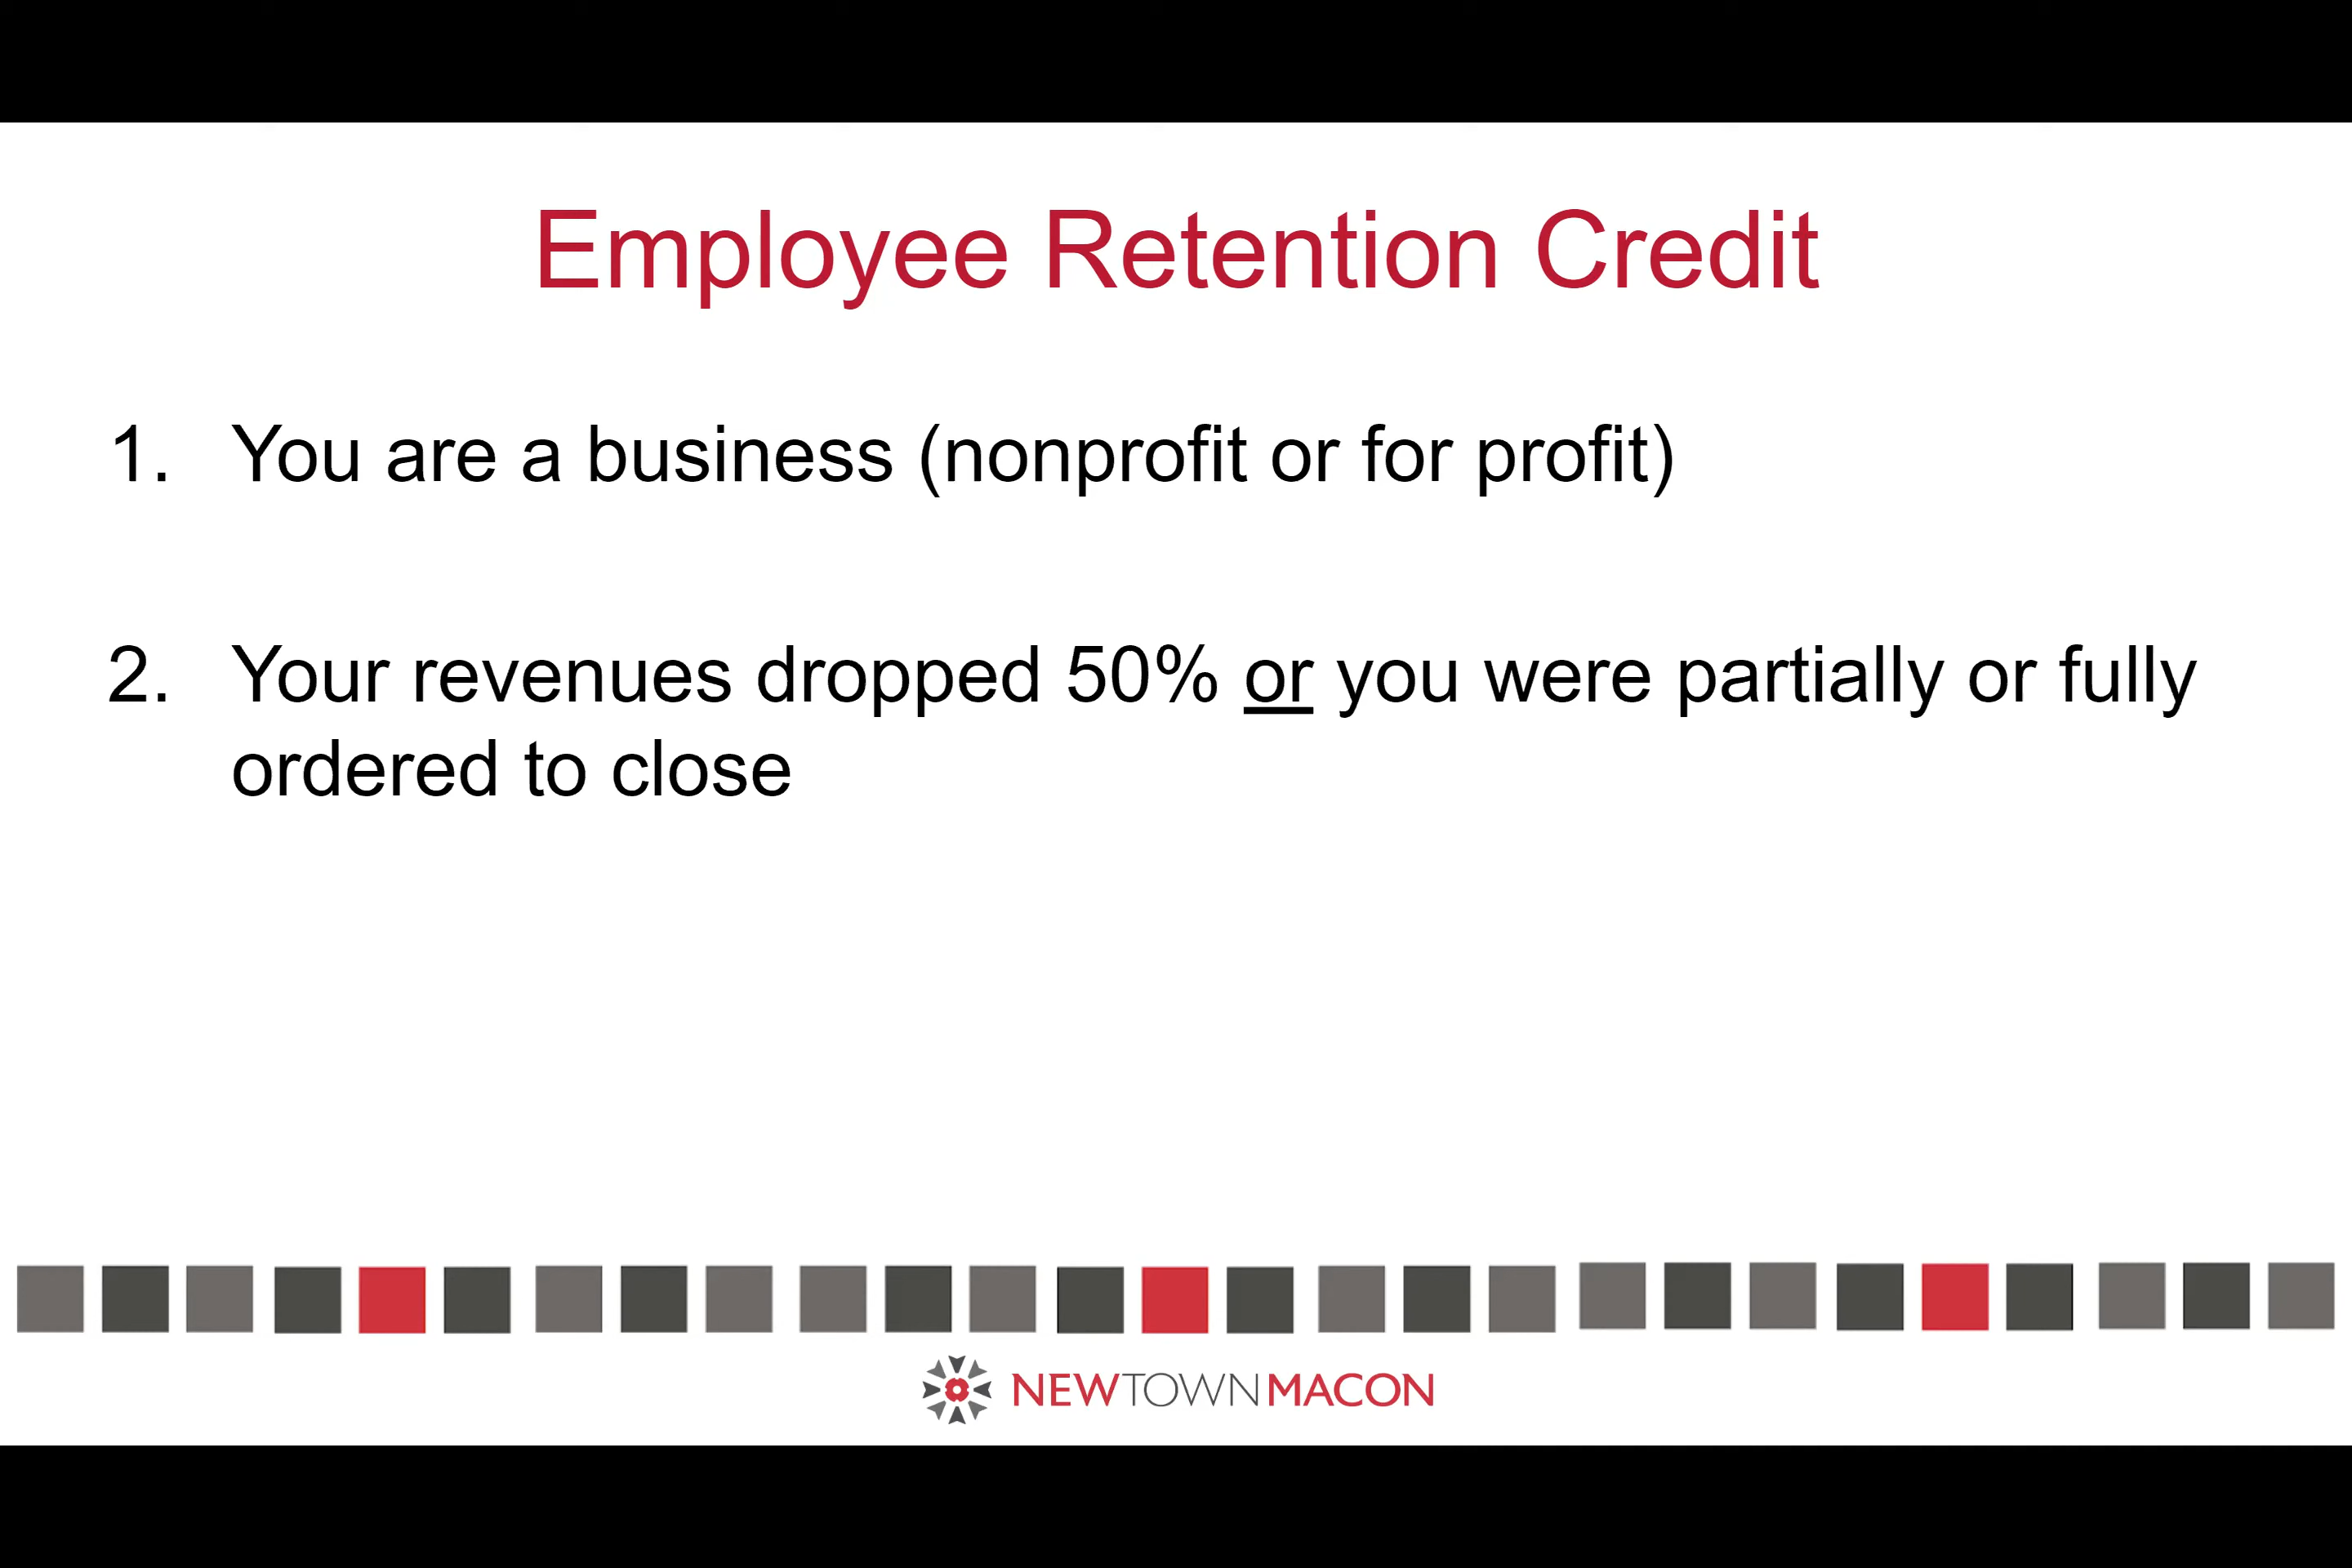 Employee Retention Credit
1. You are a business (nonprofit or for profit)
2. Your revenues dropped 50% or you were partially or fully
ordered to close
NEWTOWNMACON